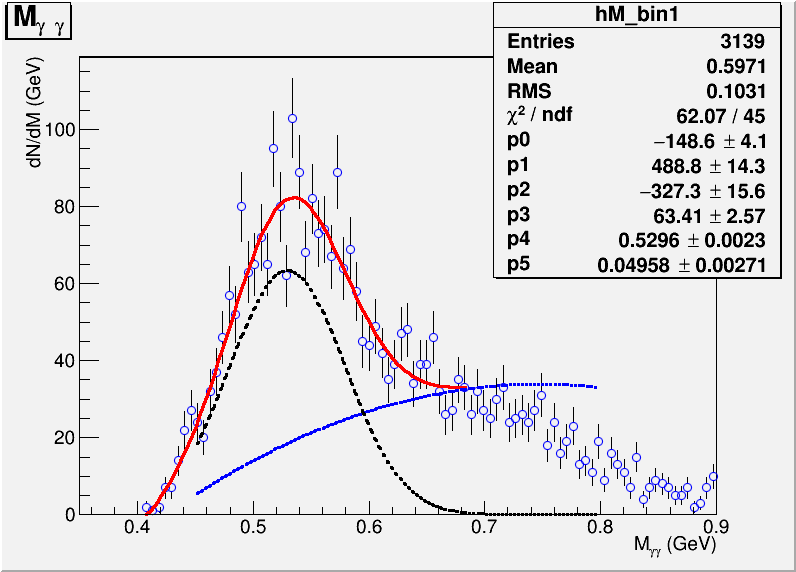 M_γ γ
hM_bin1
Entries 3139
Mean 0.5971
RMS 0.1031
χ² / ndf 62.07 / 45
p0 −148.6 ± 4.1
p1 488.8 ± 14.3
p2 −327.3 ± 15.6
p3 63.41 ± 2.57
p4 0.5296 ± 0.0023
p5 0.04958 ± 0.00271
dN/dM (GeV)
100
80
60
40
20
0
0.4 0.5 0.6 0.7 0.8 0.9
M_γγ (GeV)